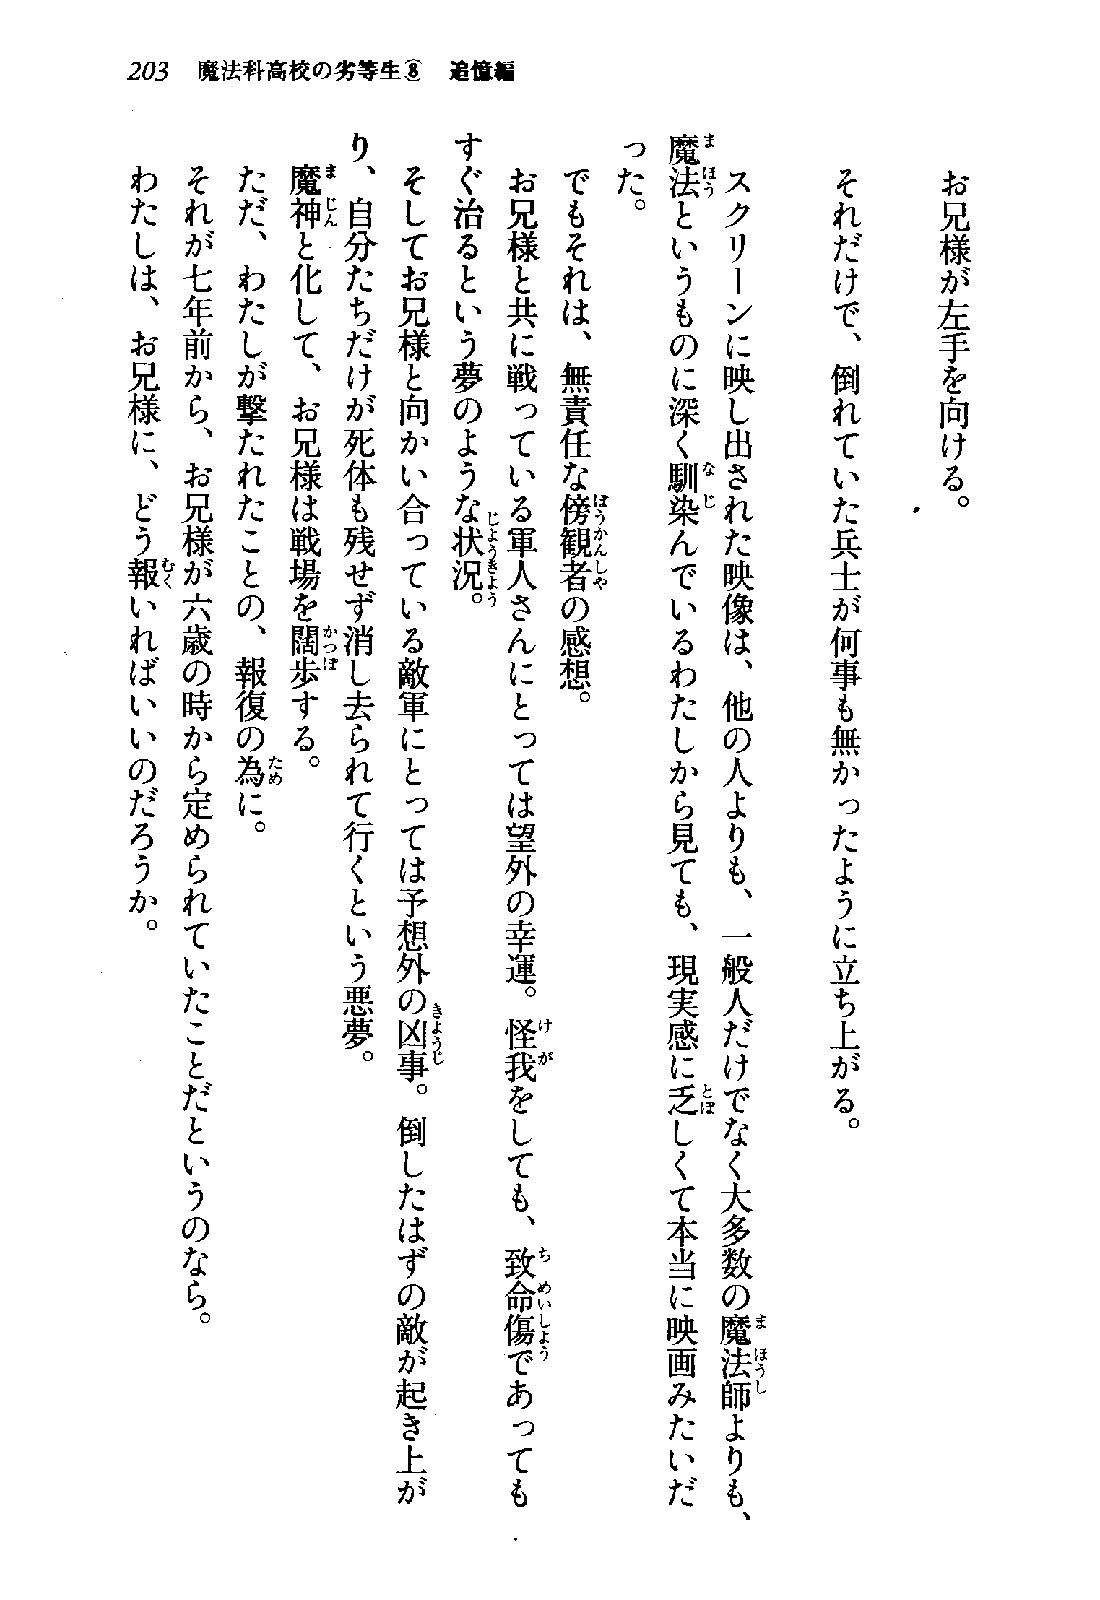 203 魔法科高校の劣等生⑧ 追憶編
お兄様が左手を向ける。
それだけで、倒れていた兵士が何事も無かったように立ち上がる。
スクリーンに映し出された映像は、他の人よりも、一般人だけでなく大多数の魔法師よりも、
魔法というものに深く馴染んでいるわたしから見ても、現実感に乏しくて本当に映画みたいだ
った。
でもそれは、無責任な傍観者の感想。
お兄様と共に戦っている軍人さんにとっては望外の幸運。怪我をしても、致命傷であっても
すぐ治るという夢のような状況。
そしてお兄様と向かい合っている敵軍にとっては予想外の凶事。倒したはずの敵が起き上が
り、自分たちだけが死体も残せず消し去られて行くという悪夢。
魔神と化して、お兄様は戦場を闊歩する。
ただ、わたしが撃たれたことの、報復の為に。
それが七年前から、お兄様が六歳の時から定められていたことだというのなら。
わたしは、お兄様に、どう報いればいいのだろうか。